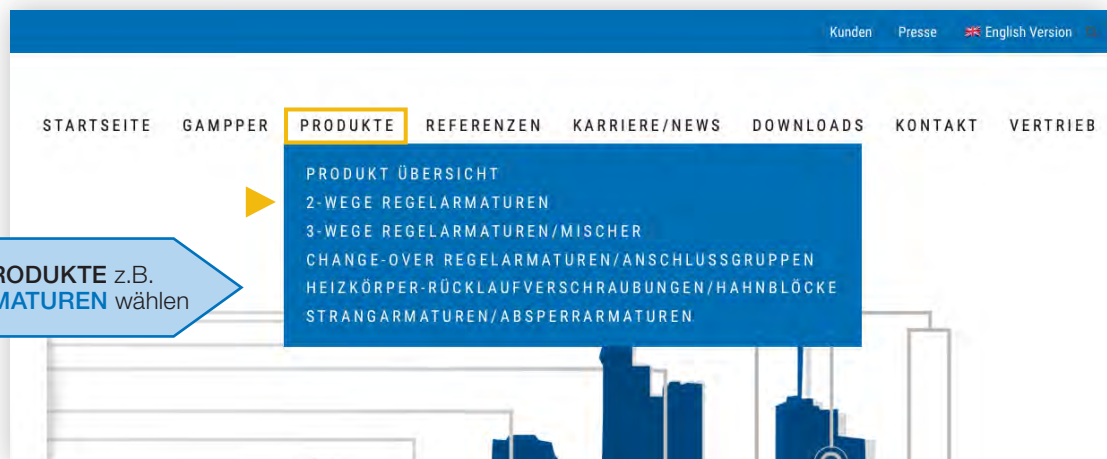 Kunden Presse English Version
STARTSEITE GAMPPER PRODUKTE REFERENZEN KARRIERE/NEWS DOWNLOADS KONTAKT VERTRIEB
PRODUKT ÜBERSICHT
2-WEGE REGELARMATUREN
3-WEGE REGELARMATUREN/MISCHER
CHANGE-OVER REGELARMATUREN/ANSCHLUSSGRUPPEN
HEIZKÖRPER-RÜCKLAUFVERSCHRAUBUNGEN/HAHNBLÖCKE
STRANGARMATUREN/ABSPERRARMATUREN
RODUKTE z.B.
MATUREN wählen